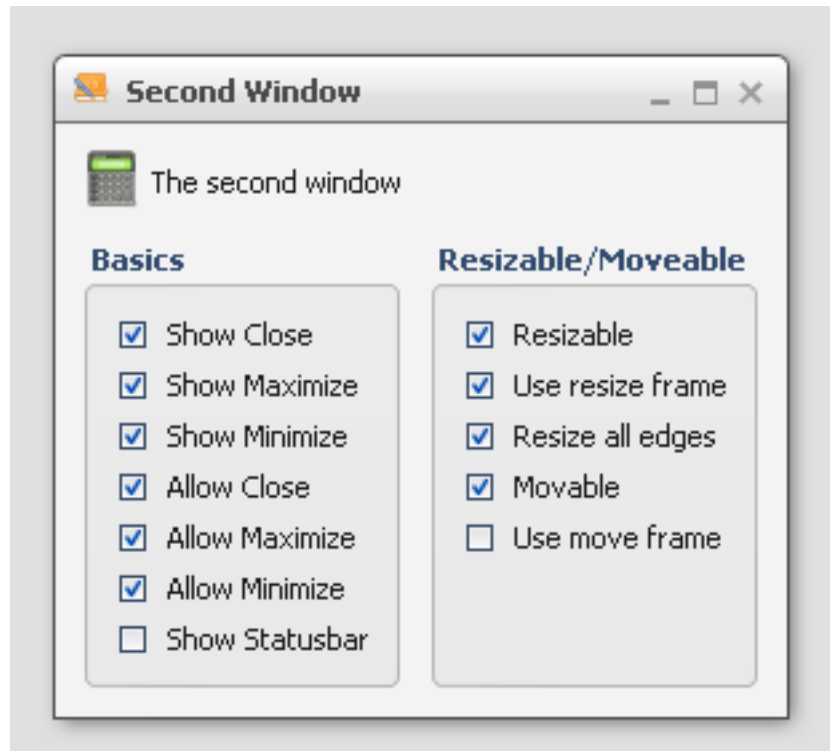 Second Window
The second window
Basics
Show Close
Show Maximize
Show Minimize
Allow Close
Allow Maximize
Allow Minimize
Show Statusbar
Resizable/Moveable
Resizable
Use resize frame
Resize all edges
Movable
Use move frame